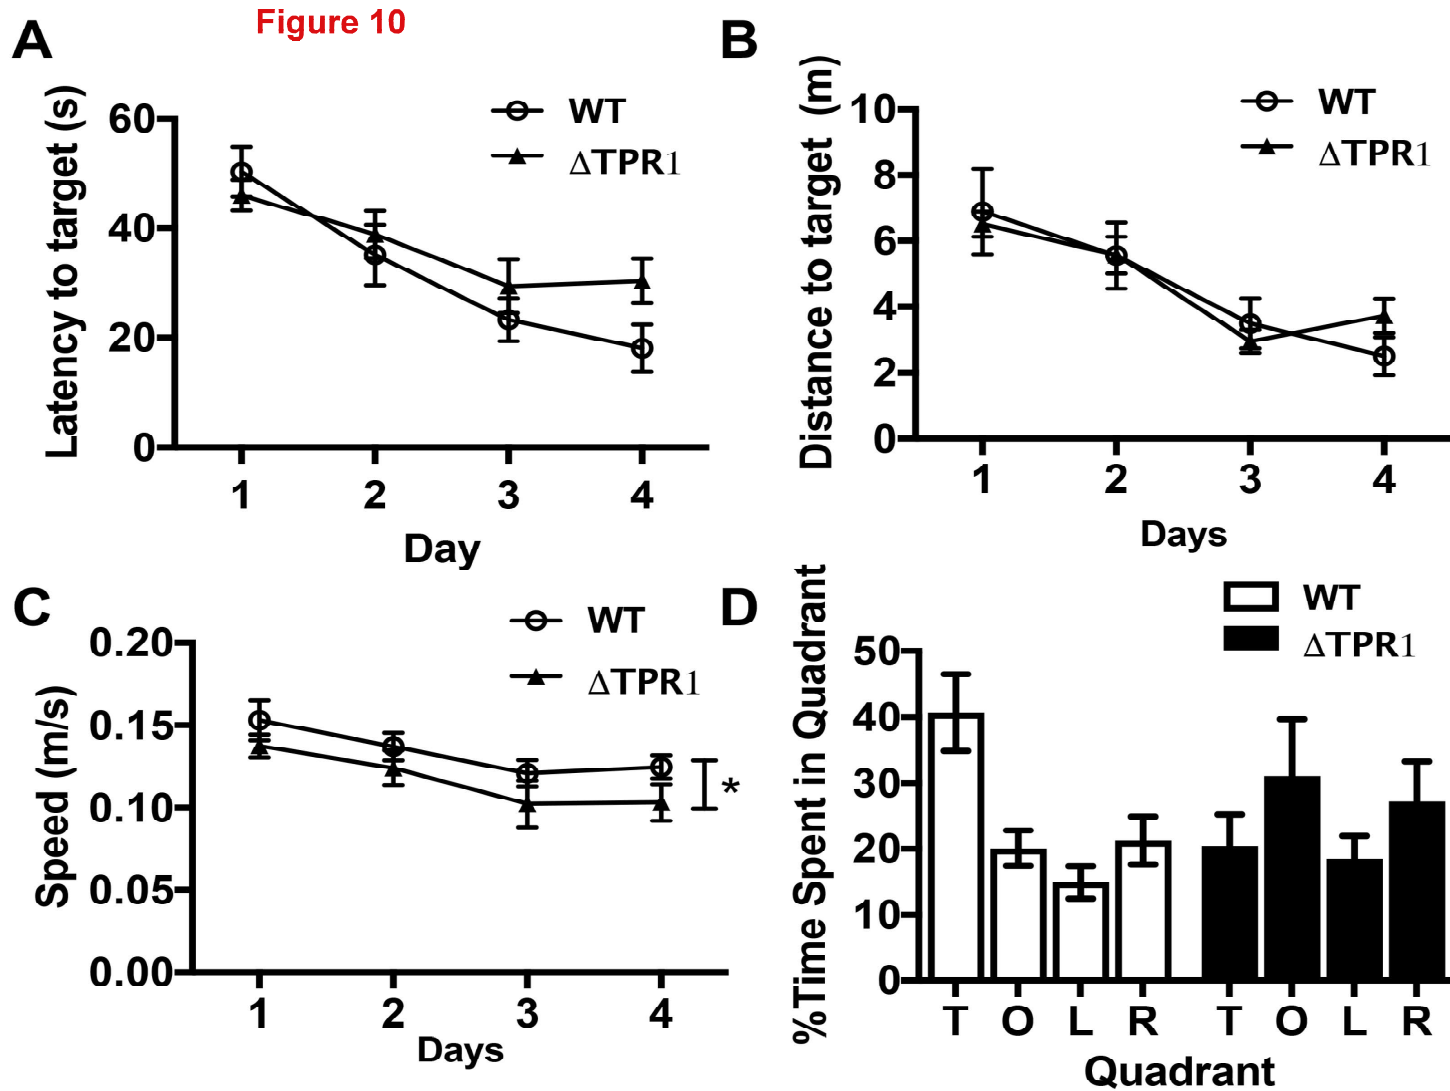 Figure 10
A
Latency to target (s)
60
40
20
0
WT
ΔTPR1
1 2 3 4
Day
B
Distance to target (m)
10
8
6
4
2
0
WT
ΔTPR1
1 2 3 4
Days
C
Speed (m/s)
0.20
0.15
0.10
0.05
0.00
WT
ΔTPR1
*
1 2 3 4
Days
D
%Time Spent in Quadrant
50
40
30
20
10
0
WT
ΔTPR1
T O L R T O L R
Quadrant